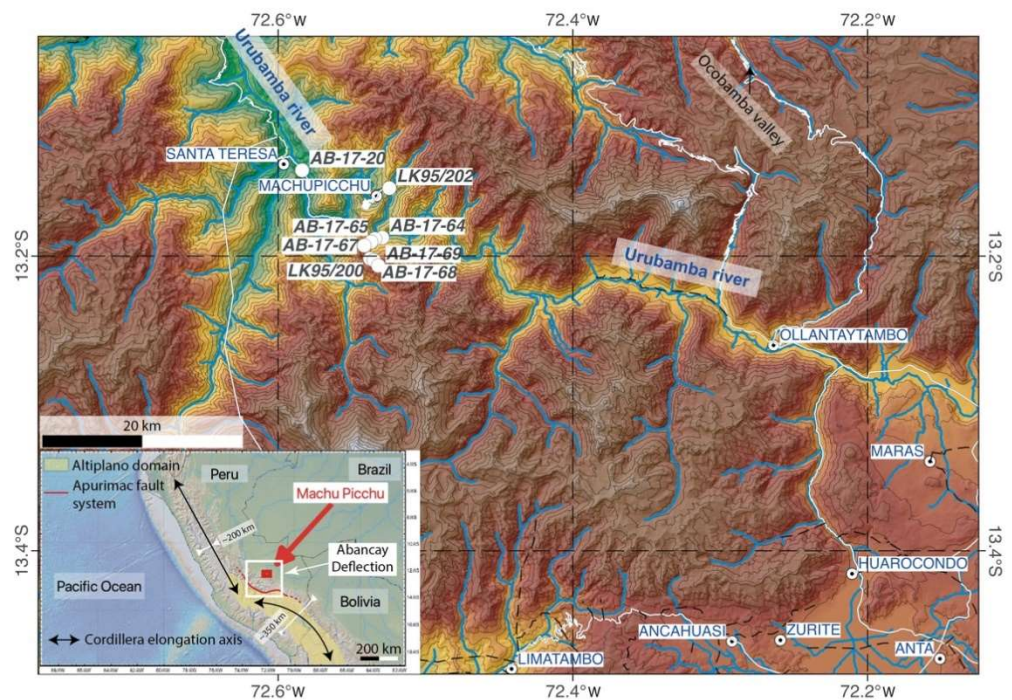 72.6°W
72.4°W
72.2°W
Urubamba river
Ocobamba valley
SANTA TERESA
AB-17-20
LK95/202
MACHUPICCHU
AB-17-65
AB-17-64
AB-17-67
AB-17-69
LK95/200
AB-17-68
13.2°S
13.2°S
Urubamba river
OLLANTAYTAMBO
20 km
MARAS
Altiplano domain
Apurimac fault
system
Peru
Brazil
Machu Picchu
~200 km
Abancay
Deflection
Pacific Ocean
Bolivia
~350 km
Cordillera elongation axis
200 km
13.4°S
13.4°S
HUAROCONDO
ANCAHUASI
ZURITE
ANTA
LIMATAMBO
72.6°W
72.4°W
72.2°W